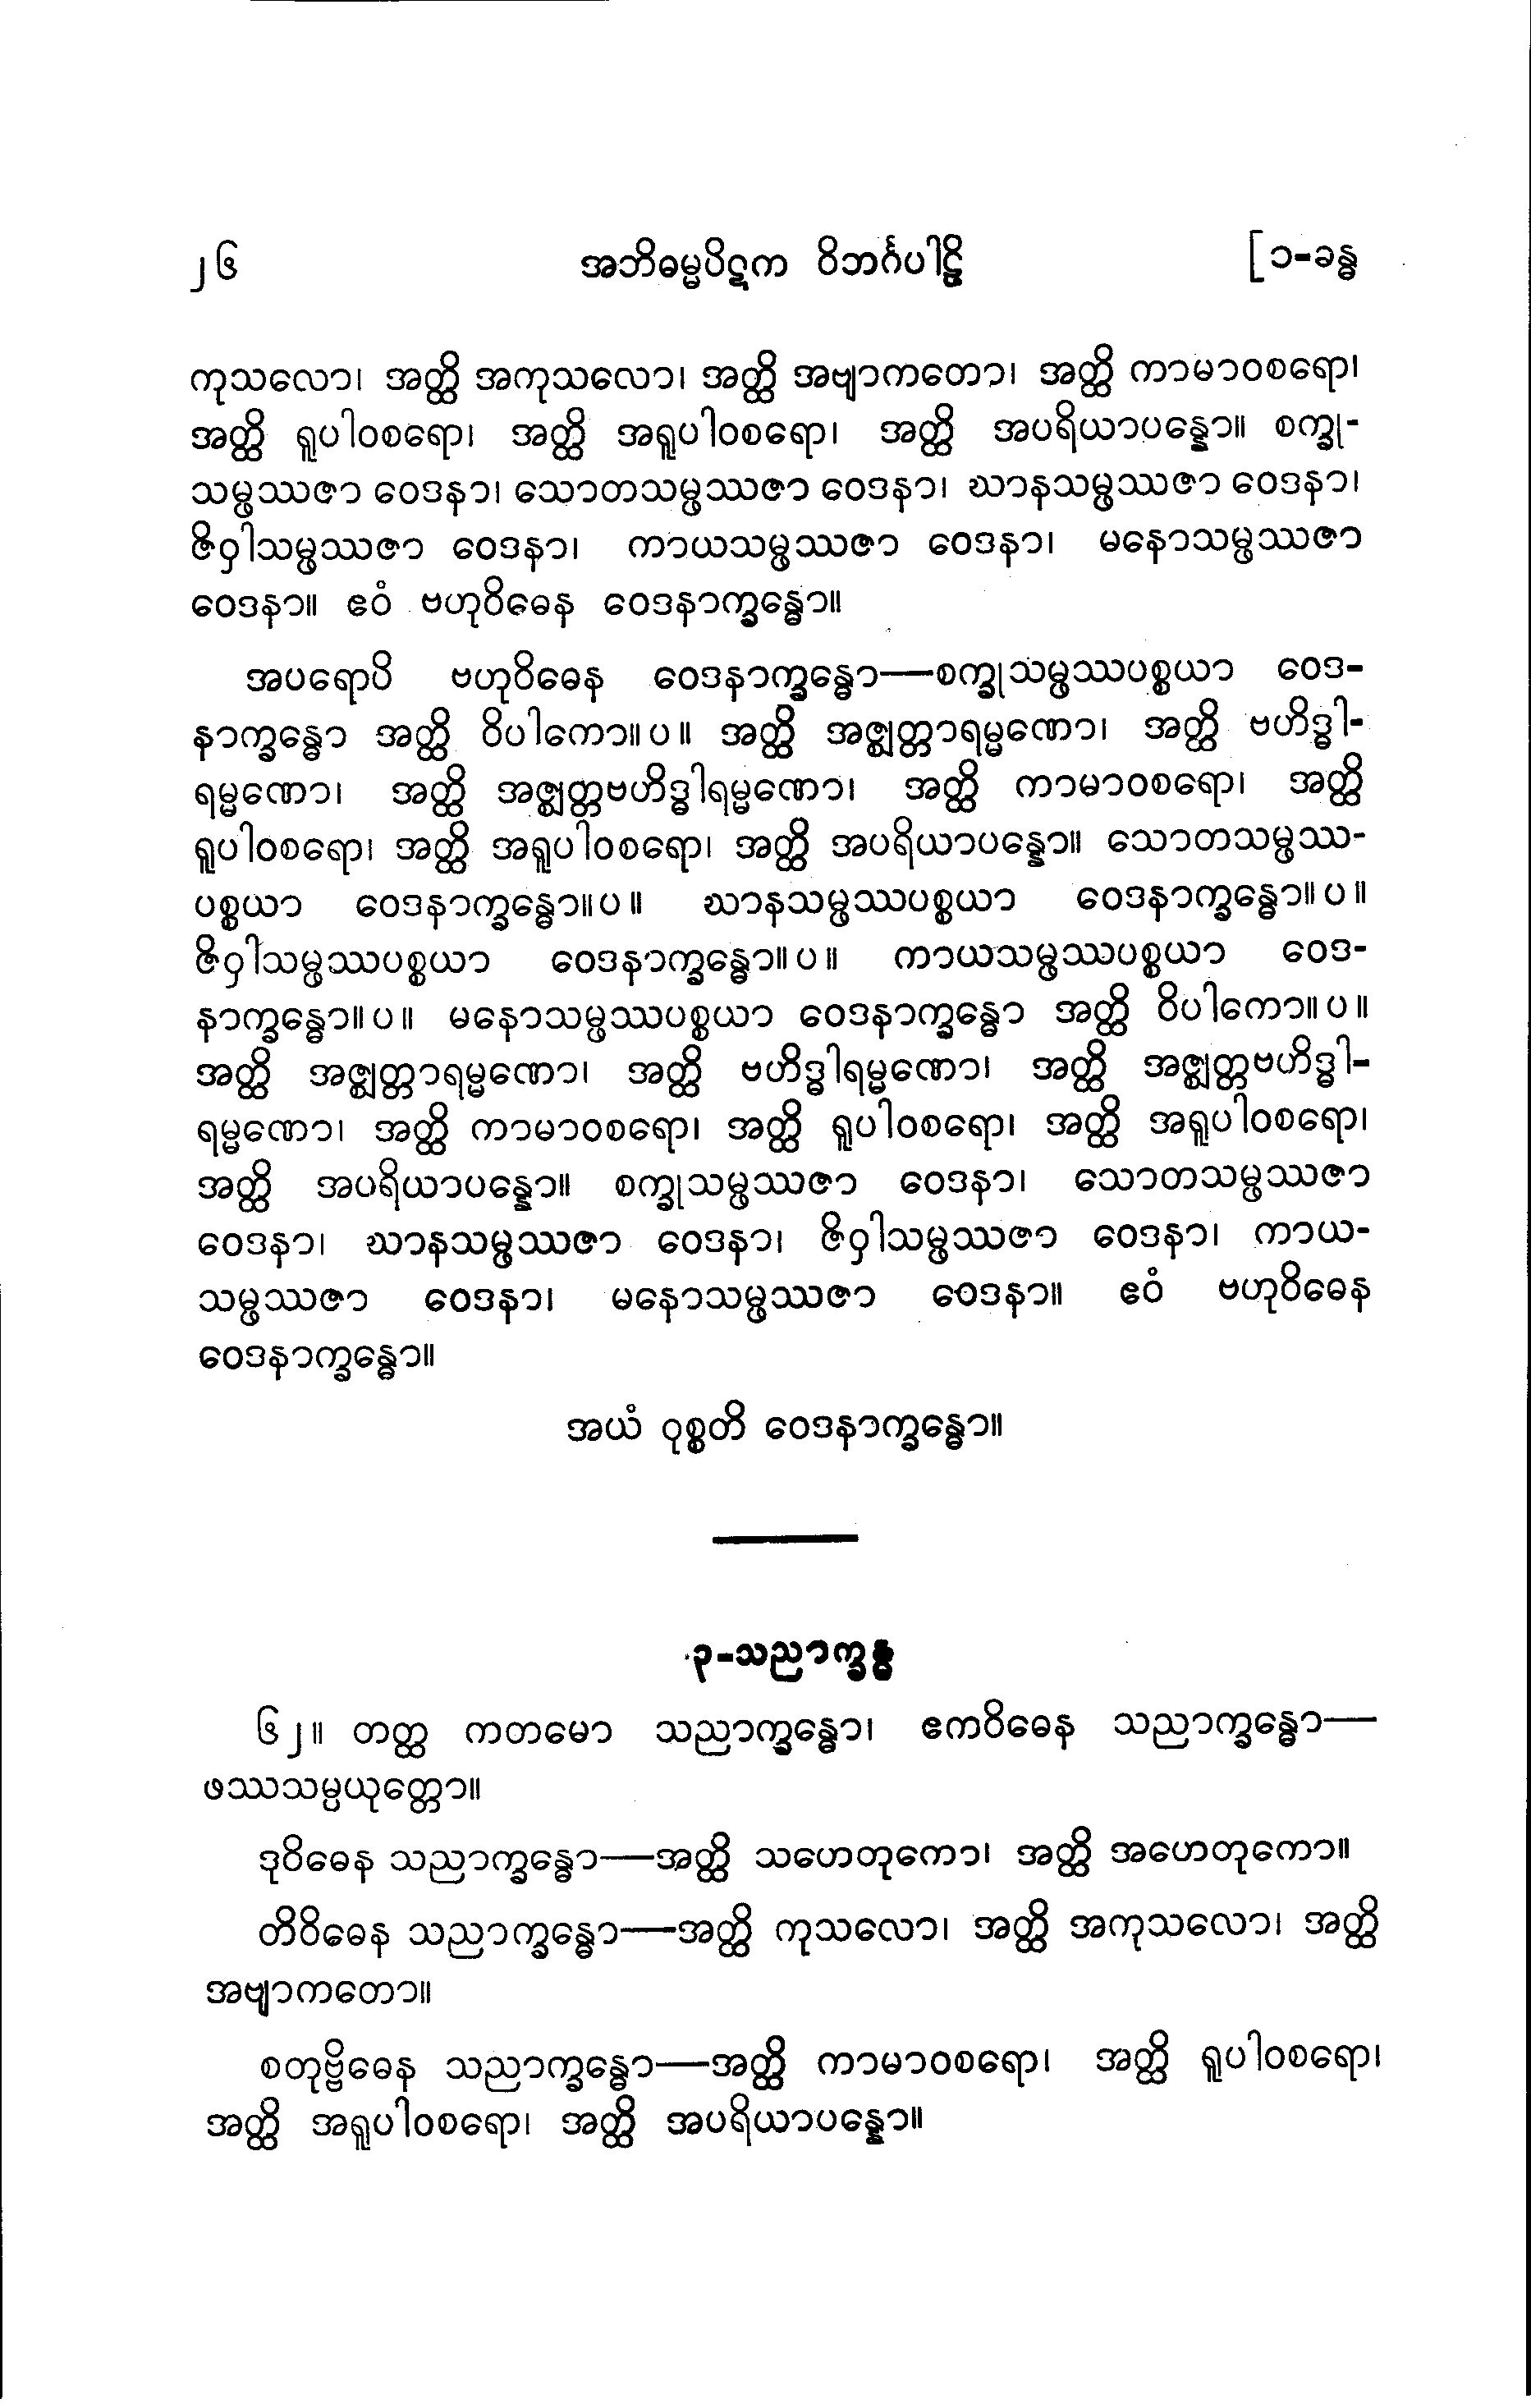 ၂၆ အဘိဓမ္မပိဋက ဝိဘင်္ဂပါဠိ [၁-ခန္ဓ
ကုသလော၊ အတ္ထိ အကုသလော၊ အတ္ထိ အဗျာကတော၊ အတ္ထိ ကာမာဝစရော၊
အတ္ထိ ရူပါဝစရော၊ အတ္ထိ အရူပါဝစရော၊ အတ္ထိ အပရိယာပန္နော။ စက္ခု-
သမ္ဖဿဇာ ဝေဒနာ၊ သောတသမ္ဖဿဇာ ဝေဒနာ၊ ဃာနသမ္ဖဿဇာ ဝေဒနာ၊
ဇိဝှါသမ္ဖဿဇာ ဝေဒနာ၊ ကာယသမ္ဖဿဇာ ဝေဒနာ၊ မနောသမ္ဖဿဇာ
ဝေဒနာ။ ဧဝံ ဗဟုဝိဓေန ဝေဒနာက္ခန္ဓော။
အပရောပိ ဗဟုဝိဓေန ဝေဒနာက္ခန္ဓော—စက္ခုသမ္ဖဿပစ္စယာ ဝေဒ-
နာက္ခန္ဓော အတ္ထိ ဝိပါကော။ပ။ အတ္ထိ အဇ္ဈတ္တာရမ္မဏော၊ အတ္ထိ ဗဟိဒ္ဓါ-
ရမ္မဏော၊ အတ္ထိ အဇ္ဈတ္တဗဟိဒ္ဓါရမ္မဏော၊ အတ္ထိ ကာမာဝစရော၊ အတ္ထိ
ရူပါဝစရော၊ အတ္ထိ အရူပါဝစရော၊ အတ္ထိ အပရိယာပန္နော။ သောတသမ္ဖဿ-
ပစ္စယာ ဝေဒနာက္ခန္ဓော။ပ။ ဃာနသမ္ဖဿပစ္စယာ ဝေဒနာက္ခန္ဓော။ပ။
ဇိဝှါသမ္ဖဿပစ္စယာ ဝေဒနာက္ခန္ဓော။ပ။ ကာယသမ္ဖဿပစ္စယာ ဝေဒ-
နာက္ခန္ဓော။ပ။ မနောသမ္ဖဿပစ္စယာ ဝေဒနာက္ခန္ဓော အတ္ထိ ဝိပါကော။ပ။
အတ္ထိ အဇ္ဈတ္တာရမ္မဏော၊ အတ္ထိ ဗဟိဒ္ဓါရမ္မဏော၊ အတ္ထိ အဇ္ဈတ္တဗဟိဒ္ဓါ-
ရမ္မဏော၊ အတ္ထိ ကာမာဝစရော၊ အတ္ထိ ရူပါဝစရော၊ အတ္ထိ အရူပါဝစရော၊
အတ္ထိ အပရိယာပန္နော။ စက္ခုသမ္ဖဿဇာ ဝေဒနာ၊ သောတသမ္ဖဿဇာ
ဝေဒနာ၊ ဃာနသမ္ဖဿဇာ ဝေဒနာ၊ ဇိဝှါသမ္ဖဿဇာ ဝေဒနာ၊ ကာယ-
သမ္ဖဿဇာ ဝေဒနာ၊ မနောသမ္ဖဿဇာ ဝေဒနာ။ ဧဝံ ဗဟုဝိဓေန
ဝေဒနာက္ခန္ဓော။
အယံ ဝုစ္စတိ ဝေဒနာက္ခန္ဓော။
၃-သညာက္ခန္ဓ
၆၂။ တတ္ထ ကတမော သညာက္ခန္ဓော၊ ဧကဝိဓေန သညာက္ခန္ဓော—
ဖဿသမ္ပယုတ္တော။
ဒုဝိဓေန သညာက္ခန္ဓော—အတ္ထိ သဟေတုကော၊ အတ္ထိ အဟေတုကော။
တိဝိဓေန သညာက္ခန္ဓော—အတ္ထိ ကုသလော၊ အတ္ထိ အကုသလော၊ အတ္ထိ
အဗျာကတော။
စတုဗ္ဗိဓေန သညာက္ခန္ဓော—အတ္ထိ ကာမာဝစရော၊ အတ္ထိ ရူပါဝစရော၊
အတ္ထိ အရူပါဝစရော၊ အတ္ထိ အပရိယာပန္နော။